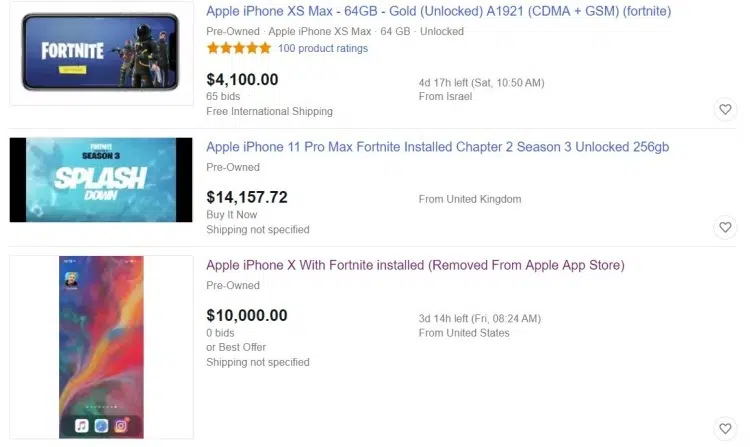 Apple iPhone XS Max - 64GB - Gold (Unlocked) A1921 (CDMA + GSM) (fortnite)
Pre-Owned · Apple iPhone XS Max · 64 GB · Unlocked
100 product ratings
FORTNITE
$4,100.00
65 bids
Free International Shipping
4d 17h left (Sat, 10:50 AM)
From Israel
Apple iPhone 11 Pro Max Fortnite Installed Chapter 2 Season 3 Unlocked 256gb
Pre-Owned
FORTNITE
SEASON 3
SPLASH
DOWN
$14,157.72
Buy It Now
Shipping not specified
From United Kingdom
Apple iPhone X With Fortnite installed (Removed From Apple App Store)
Pre-Owned
$10,000.00
0 bids
or Best Offer
Shipping not specified
3d 14h left (Fri, 08:24 AM)
From United States